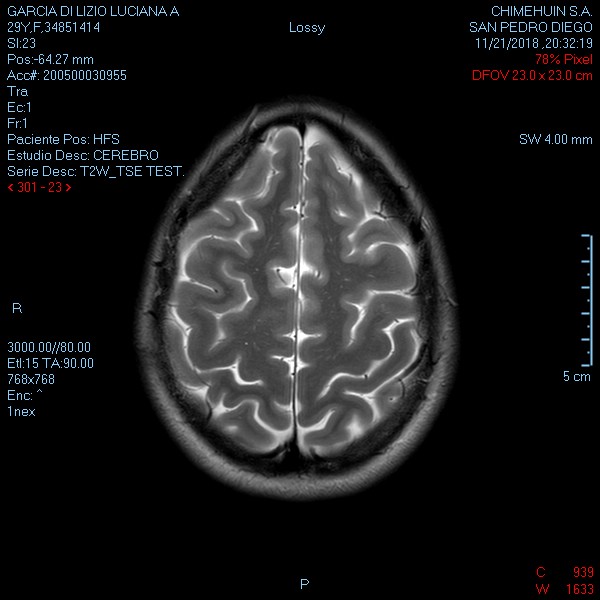 GARCIA DI LIZIO LUCIANA A
29Y,F,34851414
Sl:23
Pos:-64.27 mm
Acc#: 200500030955
Tra
Ec:1
Fr:1
Paciente Pos: HFS
Estudio Desc: CEREBRO
Serie Desc: T2W_TSE TEST.
< 301 - 23 >
Lossy
CHIMEHUIN S.A.
SAN PEDRO DIEGO
11/21/2018 ,20:32:19
78% Pixel
DFOV 23.0 x 23.0 cm
SW 4.00 mm
R
3000.00//80.00
Etl:15 TA:90.00
768x768
Enc: ^
1nex
5 cm
P
C 939
W 1633